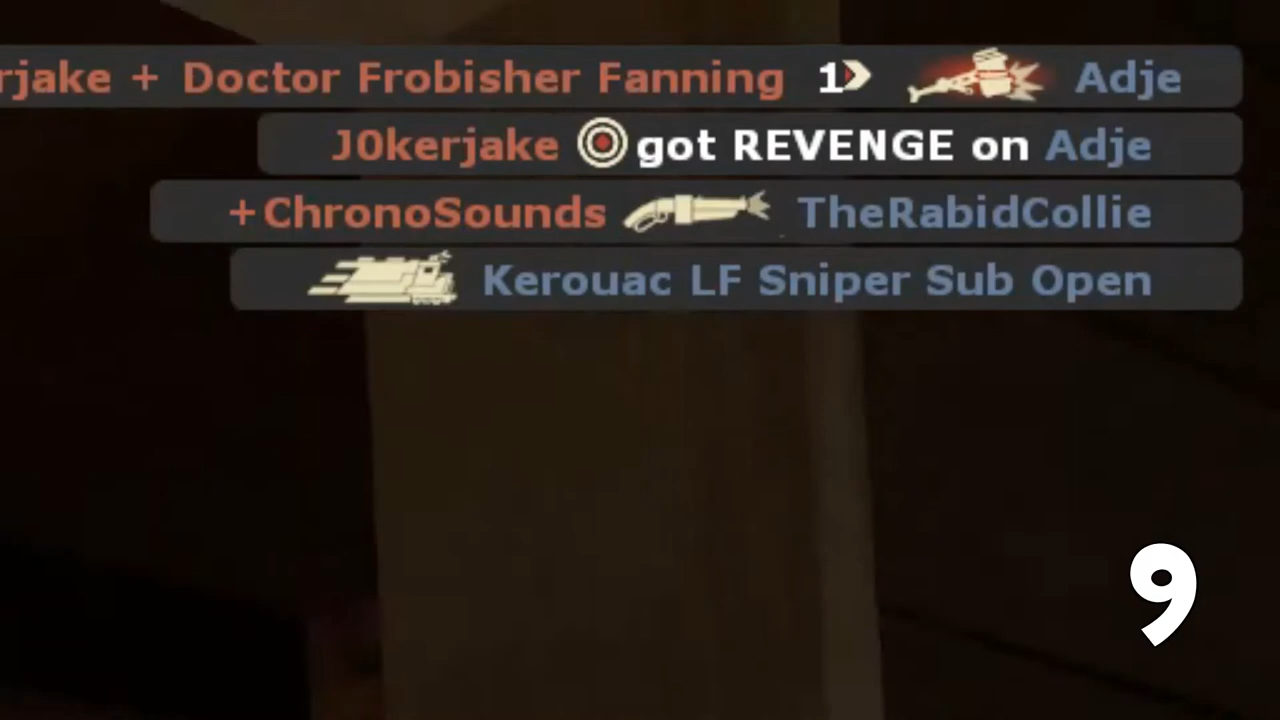 rjake + Doctor Frobisher Fanning 1 Adje
J0kerjake got REVENGE on Adje
+ChronoSounds TheRabidCollie
Kerouac LF Sniper Sub Open
9